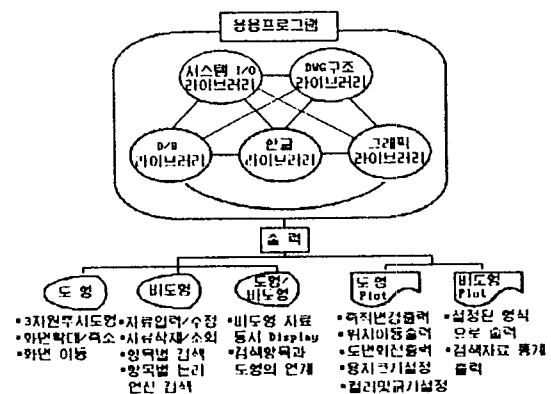 응용프로그램
시스템 I/O
라이브러리
DWG구조
라이브러리
D/B
라이브러리
한글
라이브러리
그래픽
라이브러리
출 력
도 형
비도형
도형/
비도형
도 형
Plot
비도형
Plot
•3차원투시도형
•화면확대/축소
•화면 이동
•자료입력/수정
•자료삭제/조회
•항목별 검색
•항목별 논리
연산 검색
•비도형 자료
동시 Display
•검색항목과
도형의 연계
•축척변경출력
•위치이동출력
•도면회전출력
•용지크기설정
•컬러및굵기설정
•설정된 형식
으로 출력
•검색자료 통계
출력